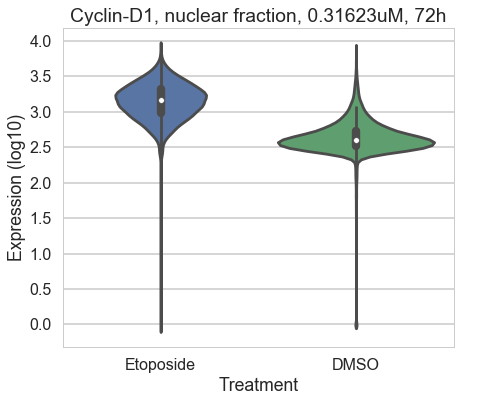 Cyclin-D1, nuclear fraction, 0.31623uM, 72h
4.0
3.5
3.0
2.5
2.0
1.5
1.0
0.5
0.0
Expression (log10)
Etoposide
DMSO
Treatment